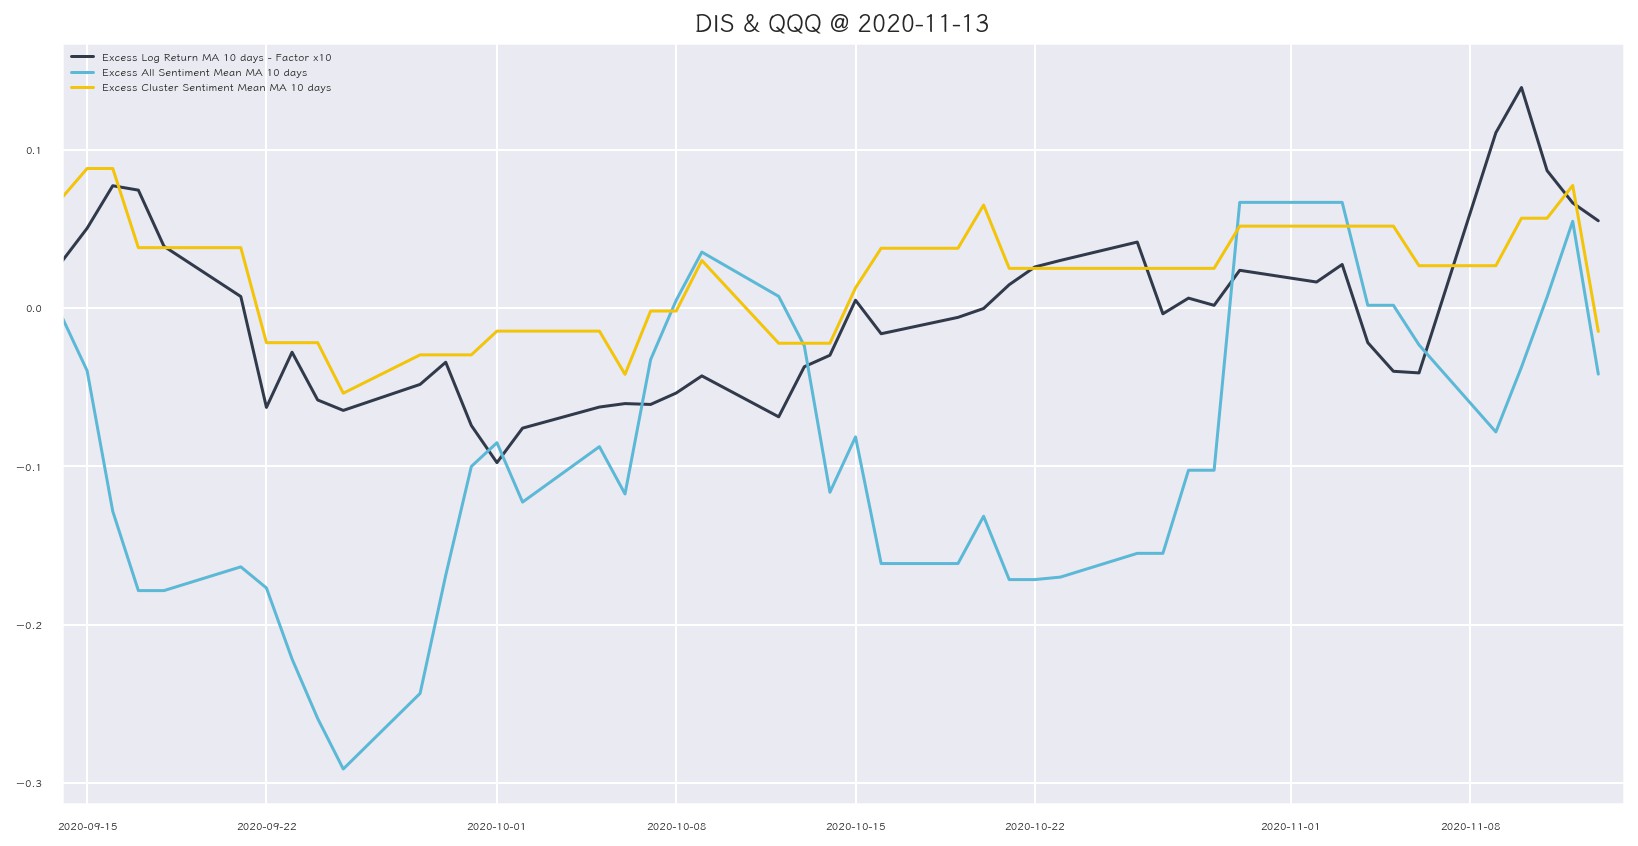 DIS & QQQ @ 2020-11-13
Excess Log Return MA 10 days - Factor x10
Excess All Sentiment Mean MA 10 days
Excess Cluster Sentiment Mean MA 10 days
0.1
0.0
−0.1
−0.2
−0.3
2020-09-15 2020-09-22 2020-10-01 2020-10-08 2020-10-15 2020-10-22 2020-11-01 2020-11-08